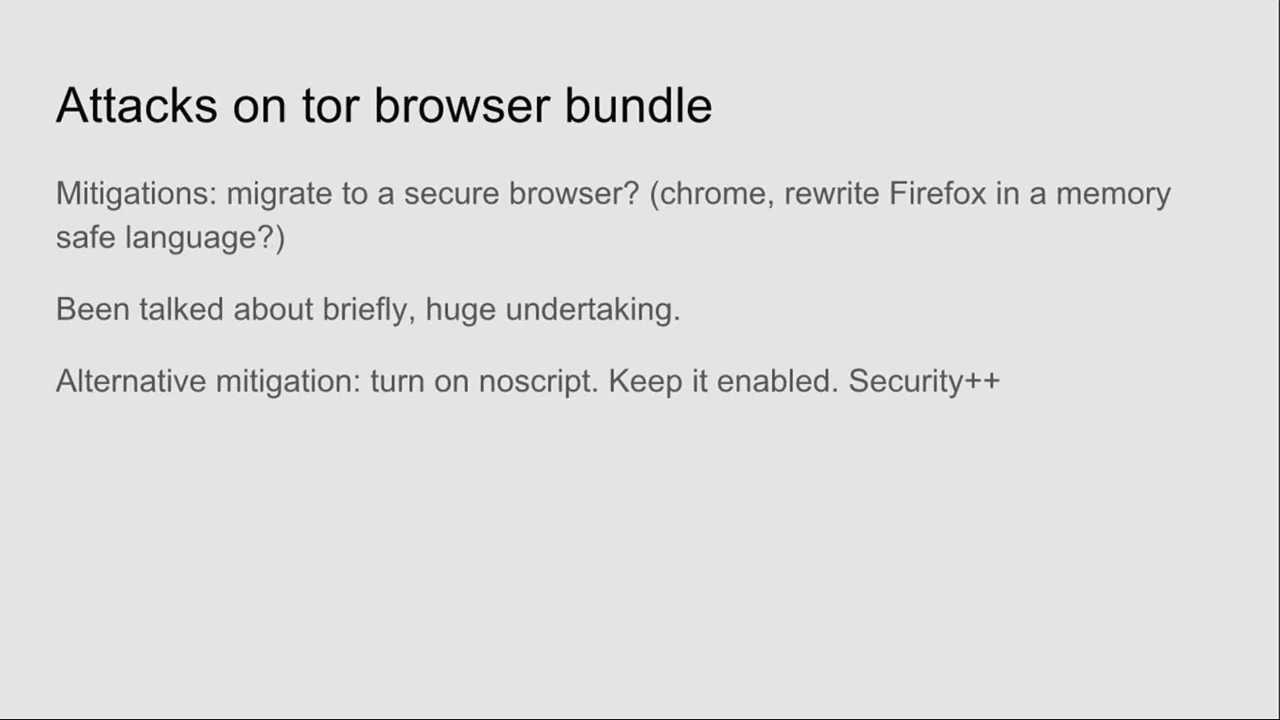 Attacks on tor browser bundle
Mitigations: migrate to a secure browser? (chrome, rewrite Firefox in a memory
safe language?)
Been talked about briefly, huge undertaking.
Alternative mitigation: turn on noscript. Keep it enabled. Security++